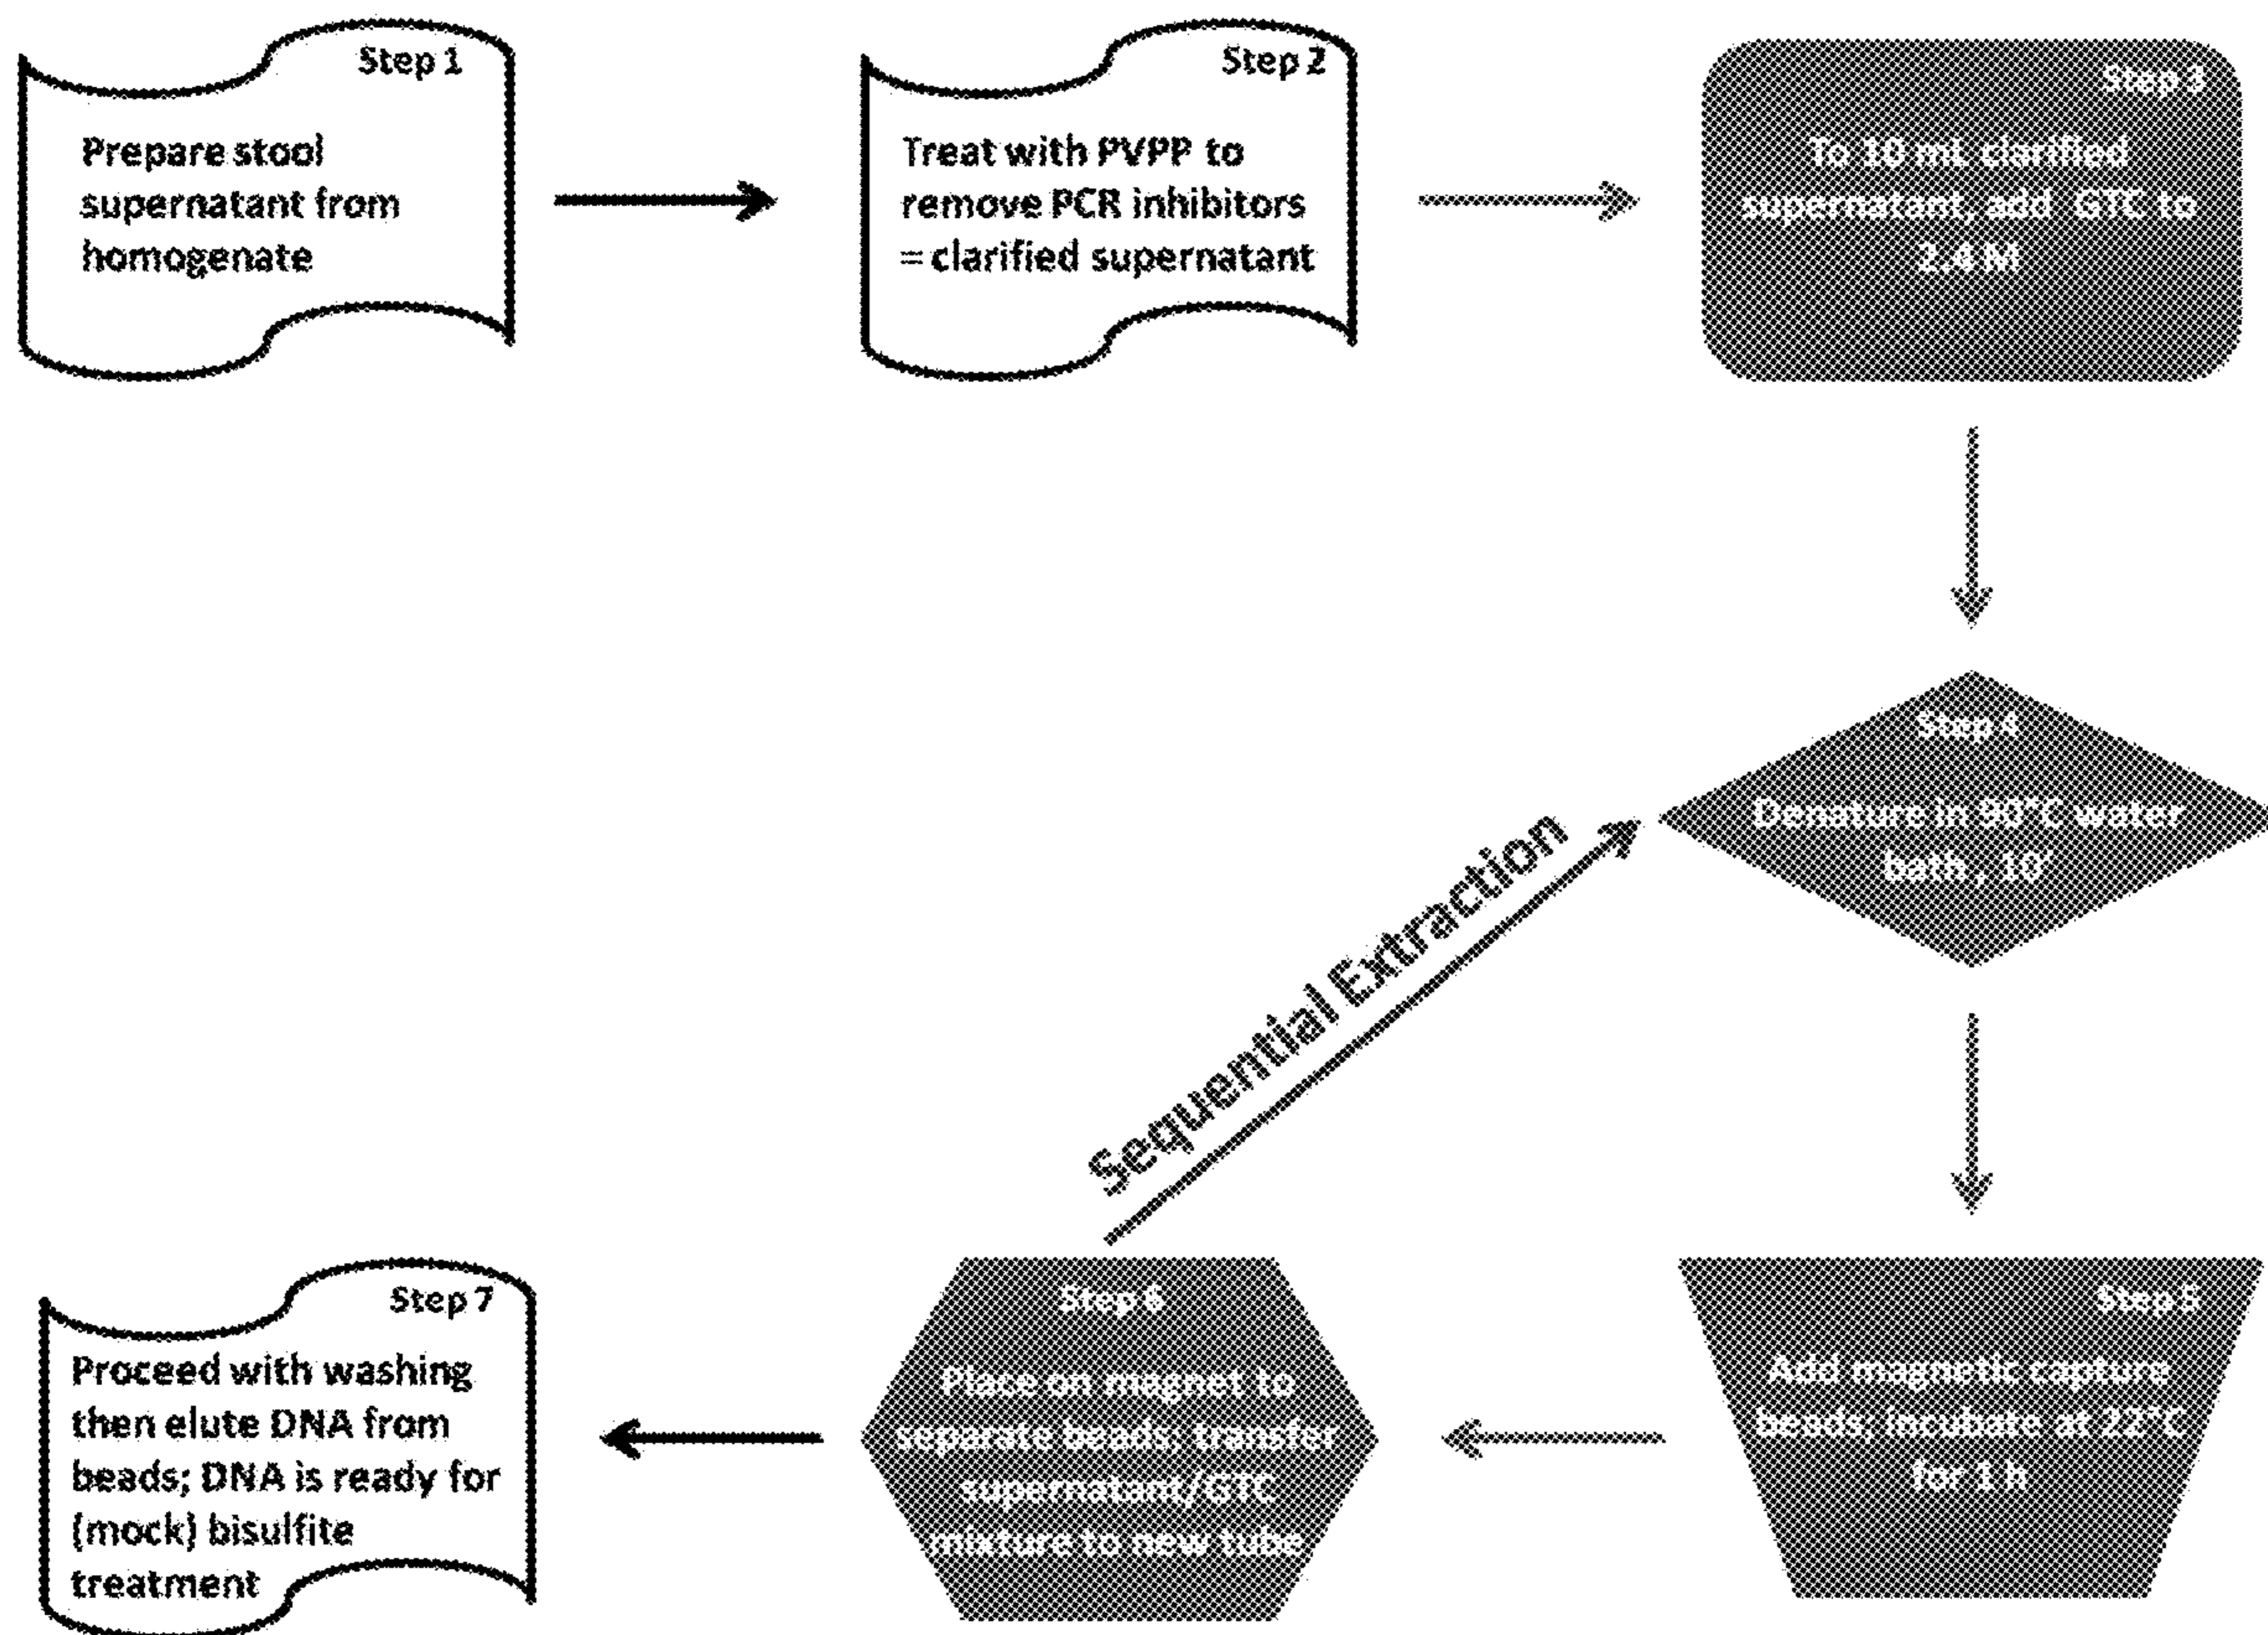 Step 1
Prepare stool
supernatant from
homogenate
Step 2
Treat with PVPP to
remove PCR inhibitors
= clarified supernatant
Step 3
To 10 mL clarified
supernatant, add GTC to
2.4 M
Step 4
Denature in 90°C water
bath , 10'
Step 5
Add magnetic capture
beads; incubate at 22°C
for 1 h
Sequential Extraction
Step 6
Place on magnet to
separate beads; transfer
supernatant/GTC
mixture to new tube
Step 7
Proceed with washing
then elute DNA from
beads; DNA is ready for
(mock) bisulfite
treatment